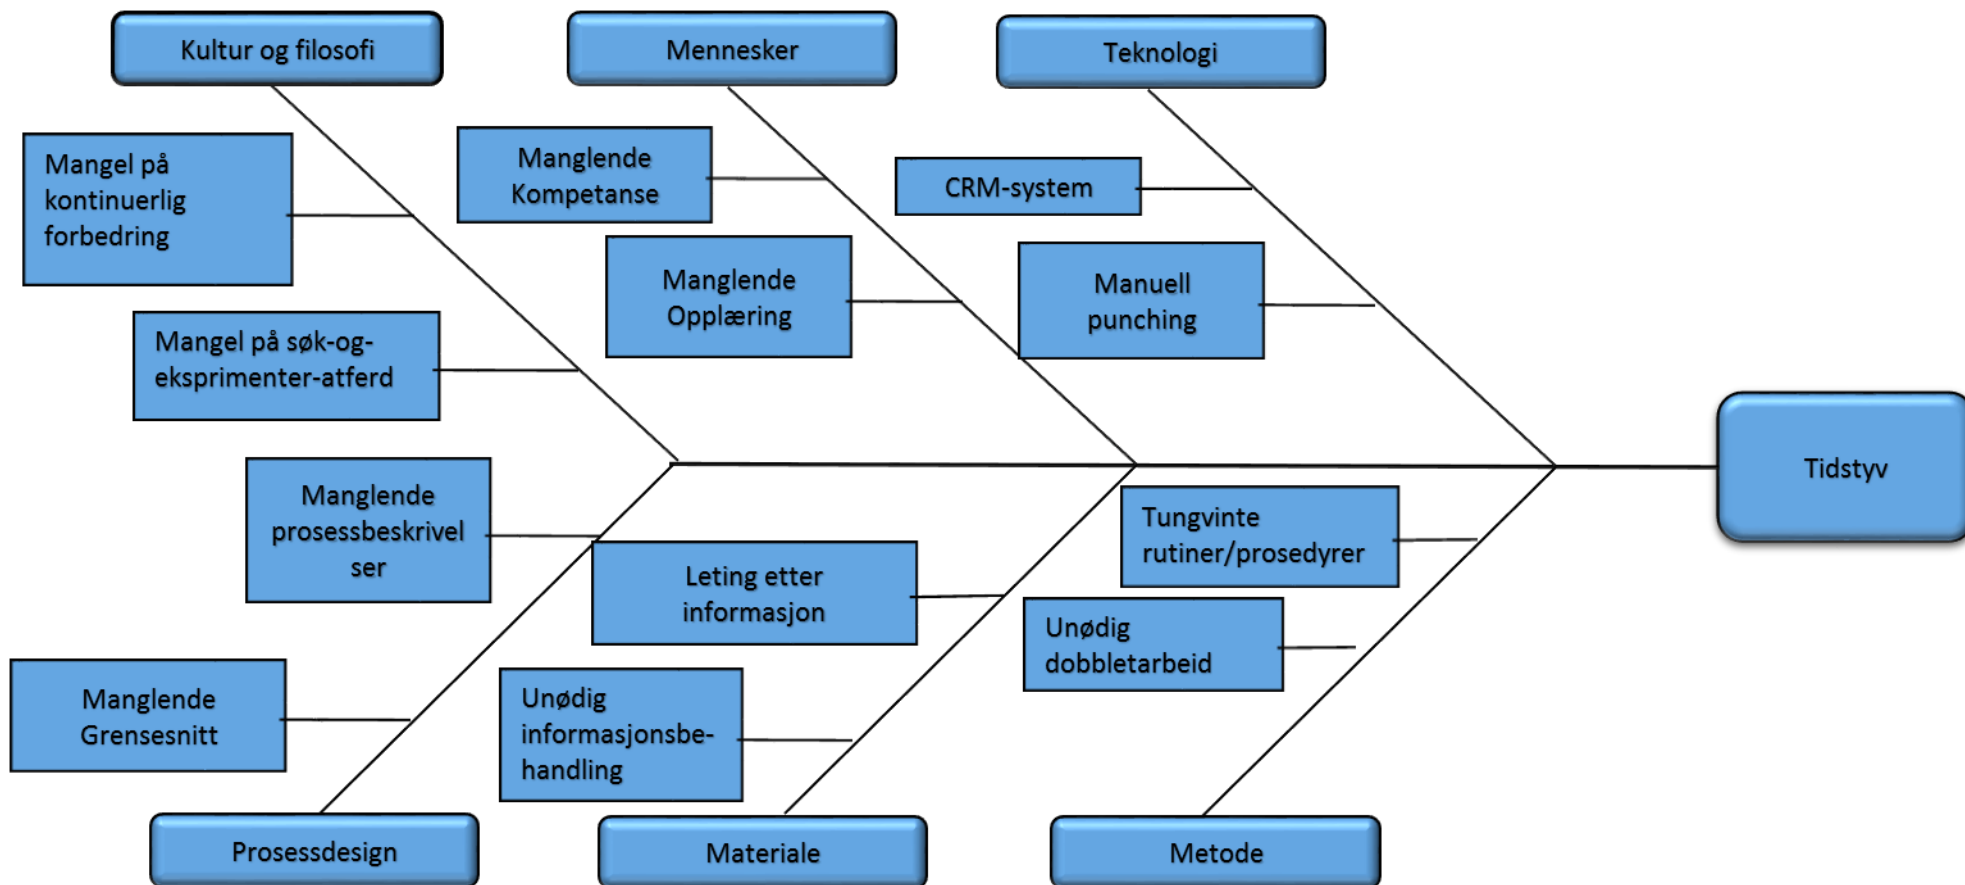 Kultur og filosofi
Mennesker
Teknologi
Mangel på
kontinuerlig
forbedring
Manglende
Kompetanse
CRM-system
Manglende
Opplæring
Manuell
punching
Mangel på søk-og-
eksprimenter-atferd
Tidstyv
Manglende
prosessbeskrivel
ser
Tungvinte
rutiner/prosedyrer
Leting etter
informasjon
Unødig
dobbletarbeid
Manglende
Grensesnitt
Unødig
informasjonsbe-
handling
Prosessdesign
Materiale
Metode